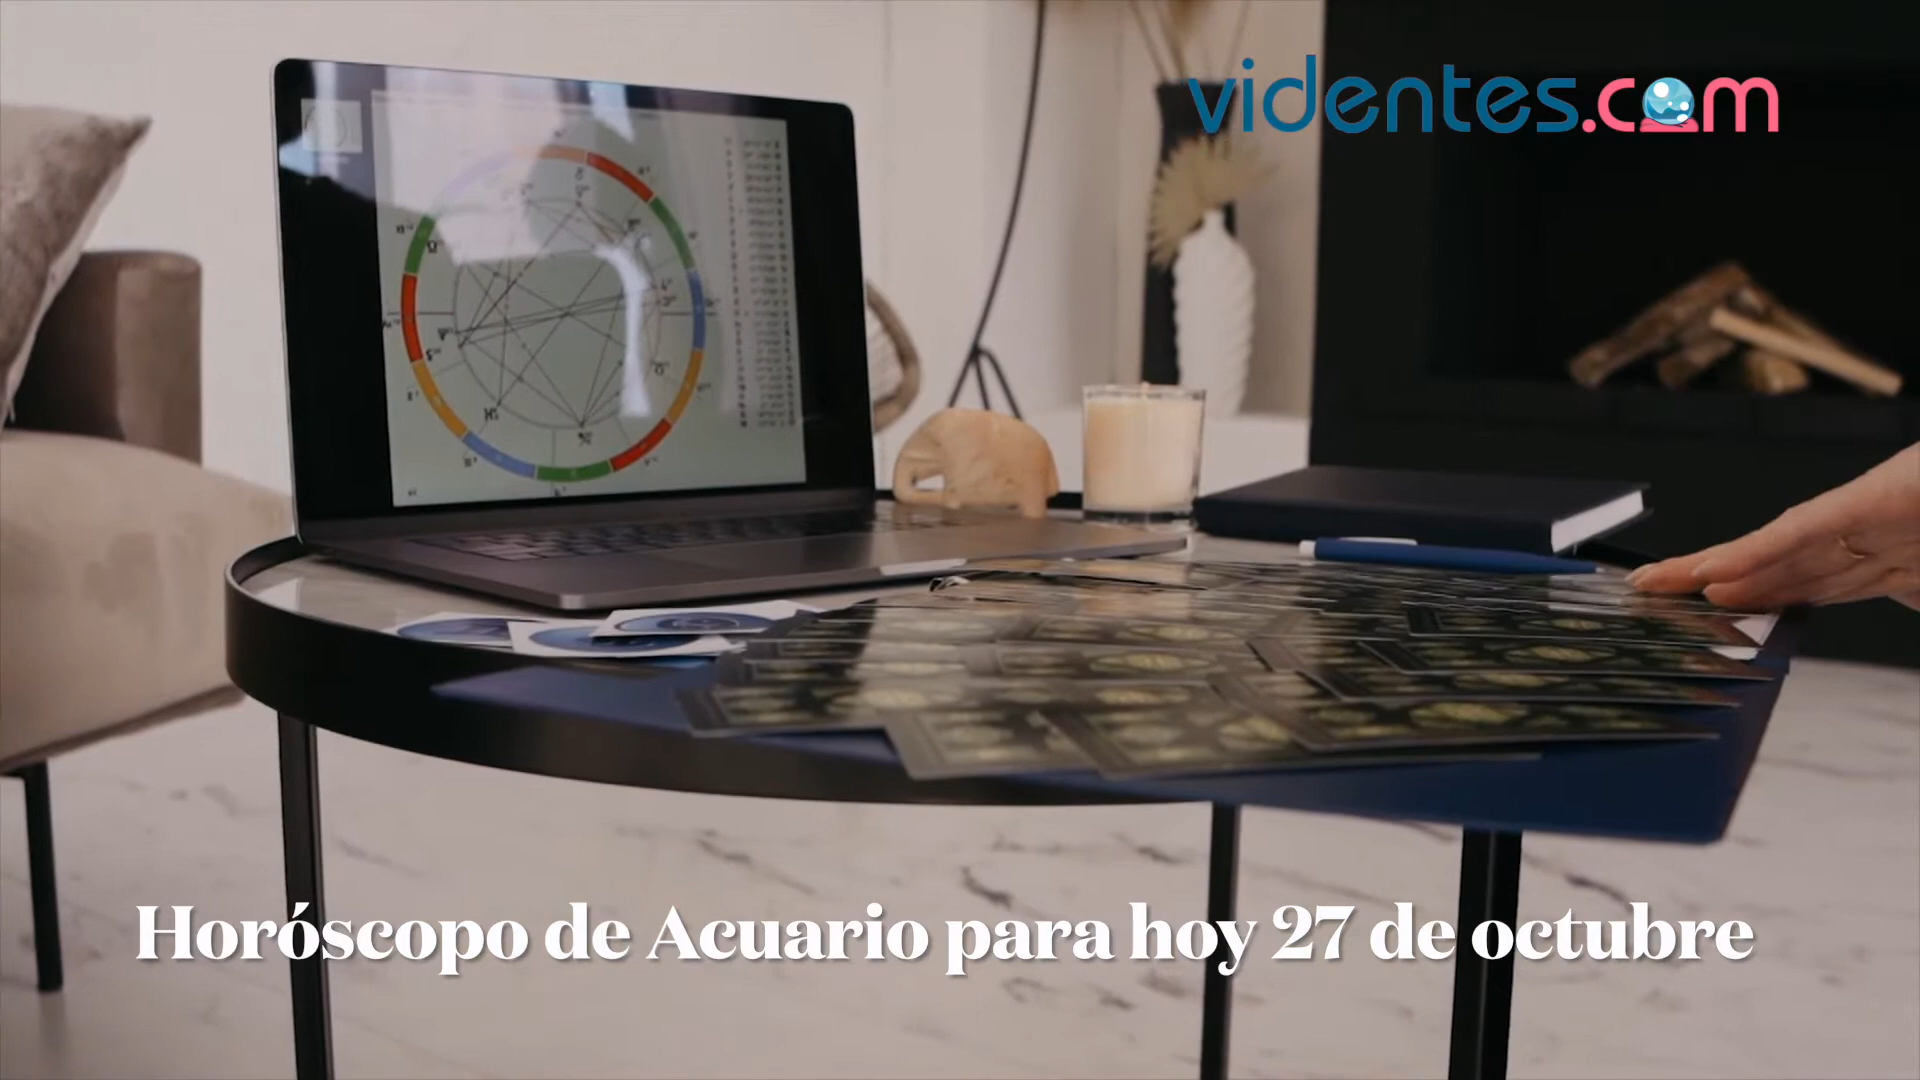 videntes.com
Horóscopo de Acuario para hoy 27 de octubre